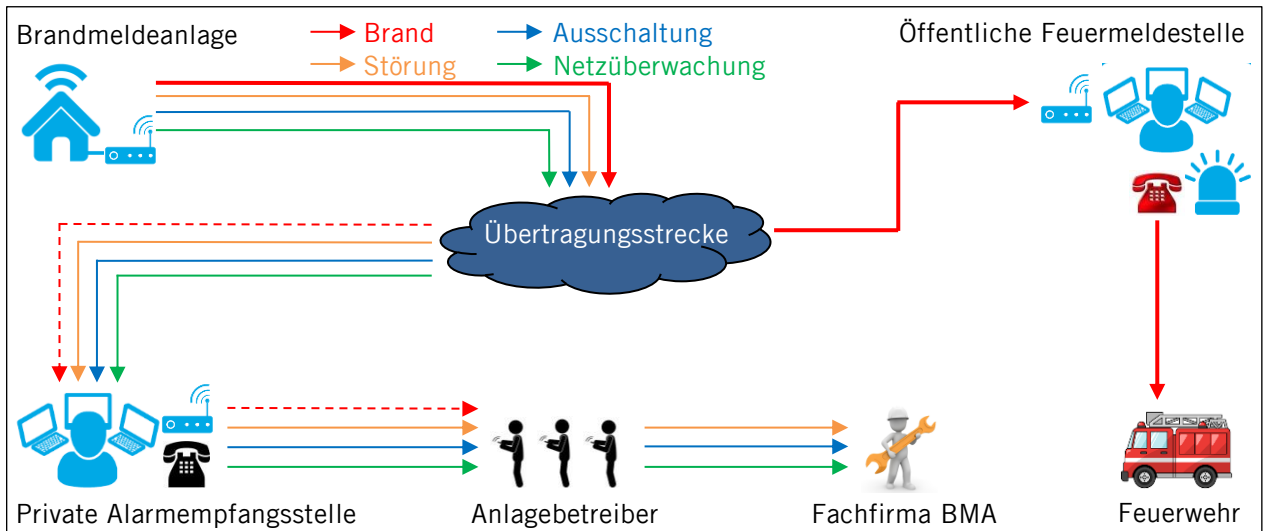 Brandmeldeanlage
Brand
Ausschaltung
Öffentliche Feuermeldestelle
Störung
Netzüberwachung
Übertragungsstrecke
Private Alarmempfangsstelle
Anlagebetreiber
Fachfirma BMA
Feuerwehr